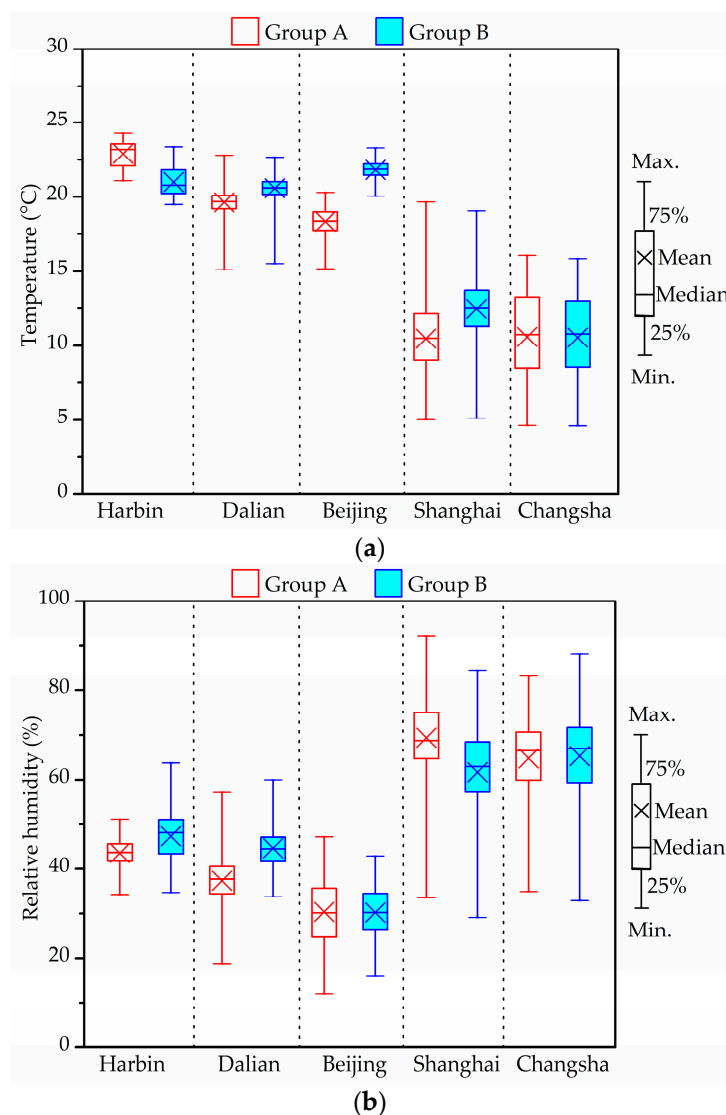 Group A Group B
30
25
20
15
10
5
0
Temperature (°C)
Harbin Dalian Beijing Shanghai Changsha
Max.
75%
Mean
Median
25%
Min.
(a)
Group A Group B
100
80
60
40
20
0
Relative humidity (%)
Harbin Dalian Beijing Shanghai Changsha
Max.
75%
Mean
Median
25%
Min.
(b)